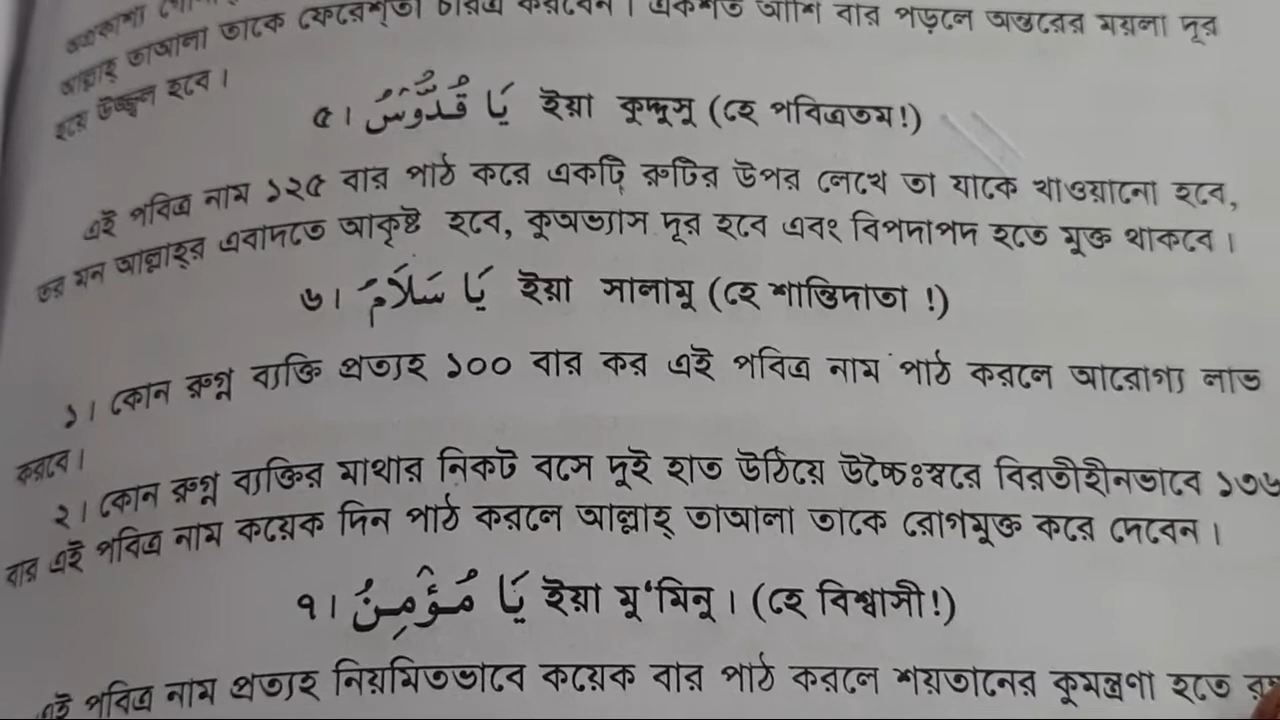 আল্লাহ্ তাআলা তাকে ফেরেশ্‌তা চরিত্র করবেন। একশত আশি বার পড়লে অন্তরের ময়লা দূর
হয়ে উজ্জ্বল হবে।
৫। يَا قُدُّوْسُ ইয়া কুদ্দূসু (হে পবিত্রতম!)
এই পবিত্র নাম ১২৫ বার পাঠ করে একটি রুটির উপর লেখে তা যাকে খাওয়ানো হবে,
তর মন আল্লাহ্‌র এবাদতে আকৃষ্ট হবে, কুঅভ্যাস দূর হবে এবং বিপদাপদ হতে মুক্ত থাকবে।
৬। يَا سَلَامُ ইয়া সালামু (হে শান্তিদাতা !)
১। কোন রুগ্ন ব্যক্তি প্রত্যহ ১০০ বার কর এই পবিত্র নাম পাঠ করলে আরোগ্য লাভ
করবে।
২। কোন রুগ্ন ব্যক্তির মাথার নিকট বসে দুই হাত উঠিয়ে উচ্চৈঃস্বরে বিরতীহীনভাবে ১৩৬
বার এই পবিত্র নাম কয়েক দিন পাঠ করলে আল্লাহ্ তাআলা তাকে রোগমুক্ত করে দেবেন।
৭। يَا مُؤْمِنُ ইয়া মু‘মিনু। (হে বিশ্বাসী!)
এই পবিত্র নাম প্রত্যহ নিয়মিতভাবে কয়েক বার পাঠ করলে শয়তানের কুমন্ত্রণা হতে